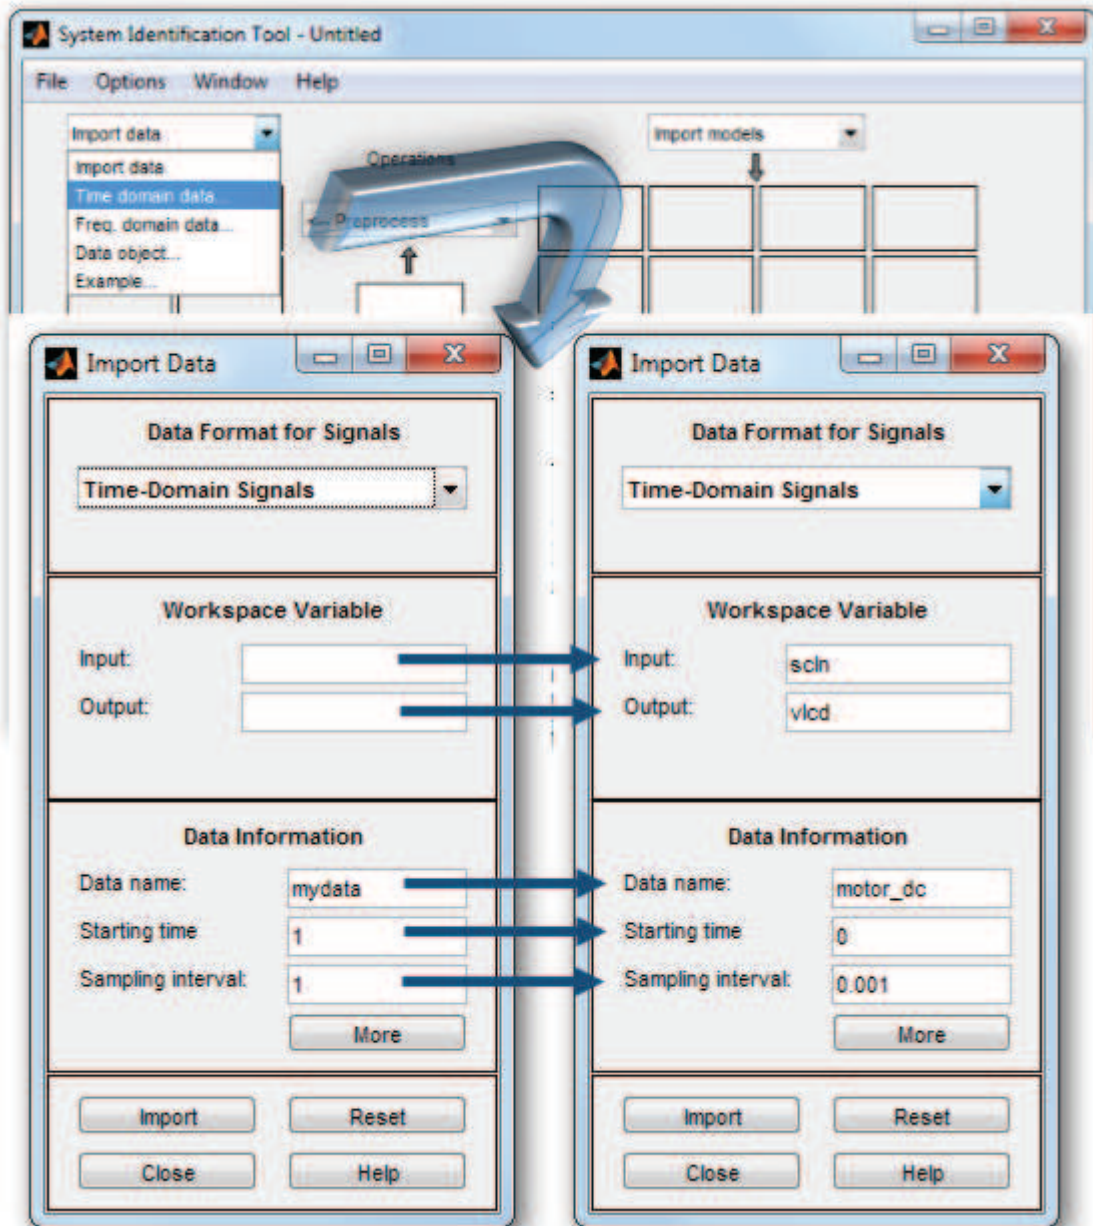 System Identification Tool - Untitled
File Options Window Help
Import data
Import models
Import data
Time domain data...
Freq. domain data...
Data object...
Example...
Operations
<-- Preprocess
Import Data
Data Format for Signals
Time-Domain Signals
Workspace Variable
Input:
Output:
Data Information
Data name: mydata
Starting time 1
Sampling interval: 1
More
Import Reset
Close Help
Import Data
Data Format for Signals
Time-Domain Signals
Workspace Variable
Input: scin
Output: vlcd
Data Information
Data name: motor_dc
Starting time 0
Sampling interval: 0.001
More
Import Reset
Close Help